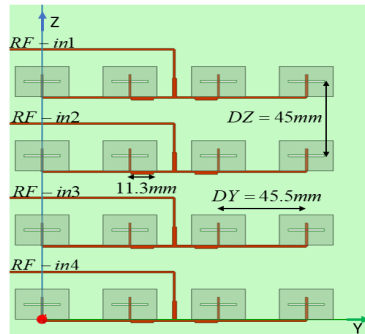 Z
RF − in1
DZ = 45mm
RF − in2
11.3mm
DY = 45.5mm
RF − in3
RF − in4
Y